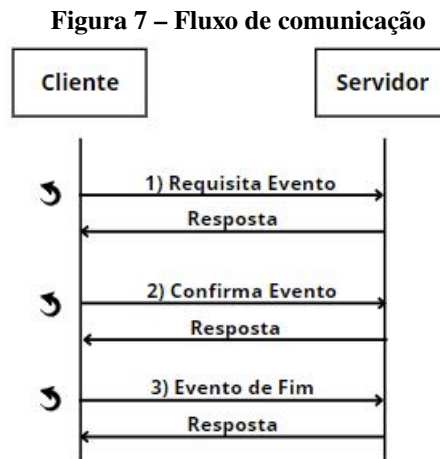 Figura 7 – Fluxo de comunicação
Cliente
Servidor
1) Requisita Evento
Resposta
2) Confirma Evento
Resposta
3) Evento de Fim
Resposta